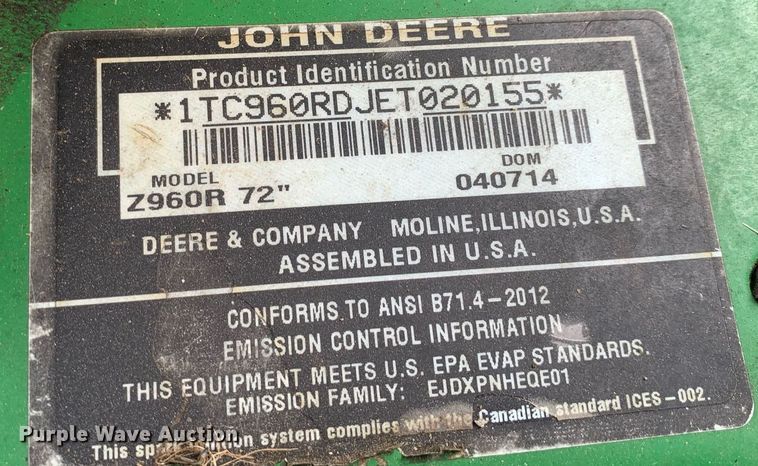 JOHN DEERE
Product Identification Number
*1TC960RDJET020155*
MODEL DOM
Z960R 72" 040714
DEERE & COMPANY MOLINE, ILLINOIS, U.S.A.
ASSEMBLED IN U.S.A.
CONFORMS TO ANSI B71.4-2012
EMISSION CONTROL INFORMATION
THIS EQUIPMENT MEETS U.S. EPA EVAP STANDARDS.
EMISSION FAMILY: EJDXPNHEQE01
This spark ignition system complies with the Canadian standard ICES-002.
Purple Wave Auction